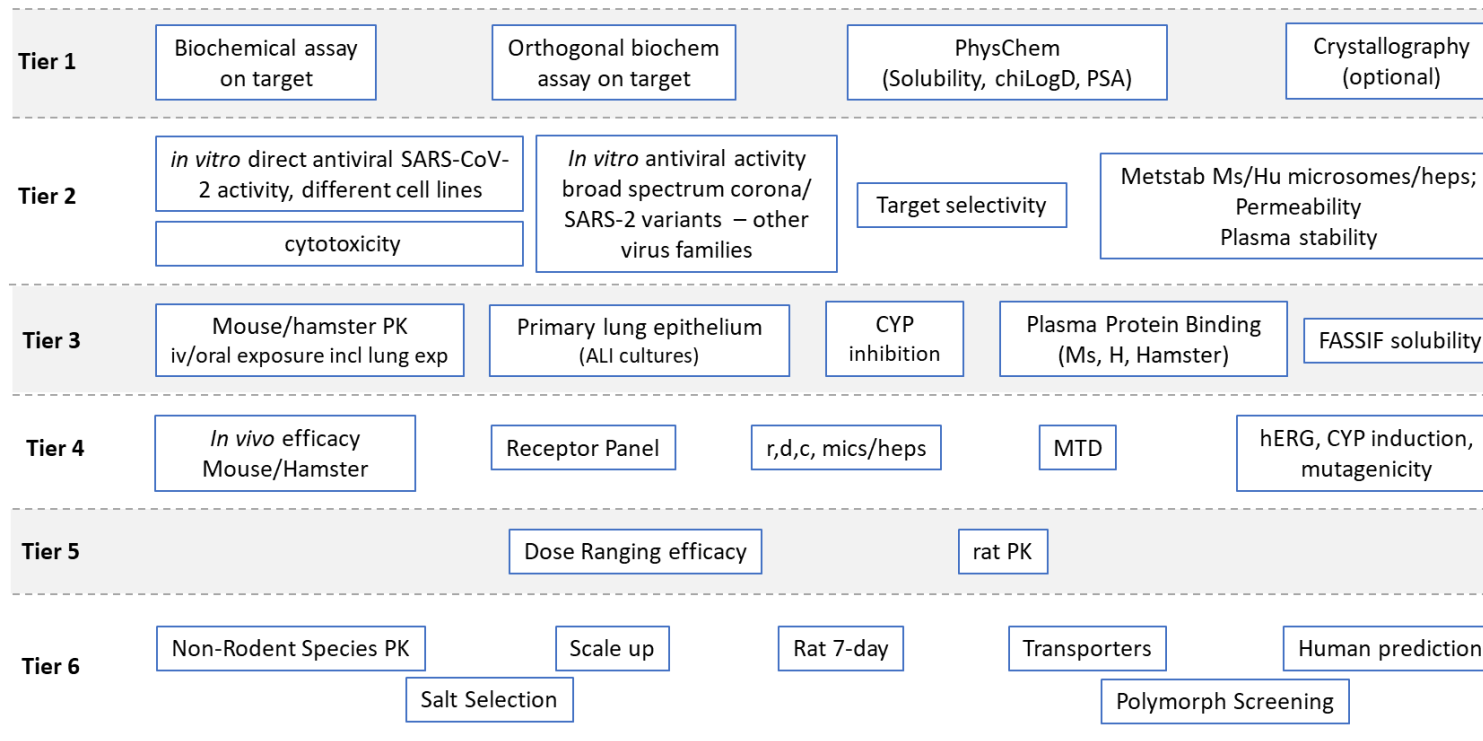 Tier 1
Biochemical assay
on target
Orthogonal biochem
assay on target
PhysChem
(Solubility, chiLogD, PSA)
Crystallography
(optional)
Tier 2
in vitro direct antiviral SARS-CoV-
2 activity, different cell lines
cytotoxicity
In vitro antiviral activity
broad spectrum corona/
SARS-2 variants – other
virus families
Target selectivity
Metstab Ms/Hu microsomes/heps;
Permeability
Plasma stability
Tier 3
Mouse/hamster PK
iv/oral exposure incl lung exp
Primary lung epithelium
(ALI cultures)
CYP
inhibition
Plasma Protein Binding
(Ms, H, Hamster)
FASSIF solubility
Tier 4
In vivo efficacy
Mouse/Hamster
Receptor Panel
r,d,c, mics/heps
MTD
hERG, CYP induction,
mutagenicity
Tier 5
Dose Ranging efficacy
rat PK
Tier 6
Non-Rodent Species PK
Scale up
Rat 7-day
Transporters
Human prediction
Salt Selection
Polymorph Screening